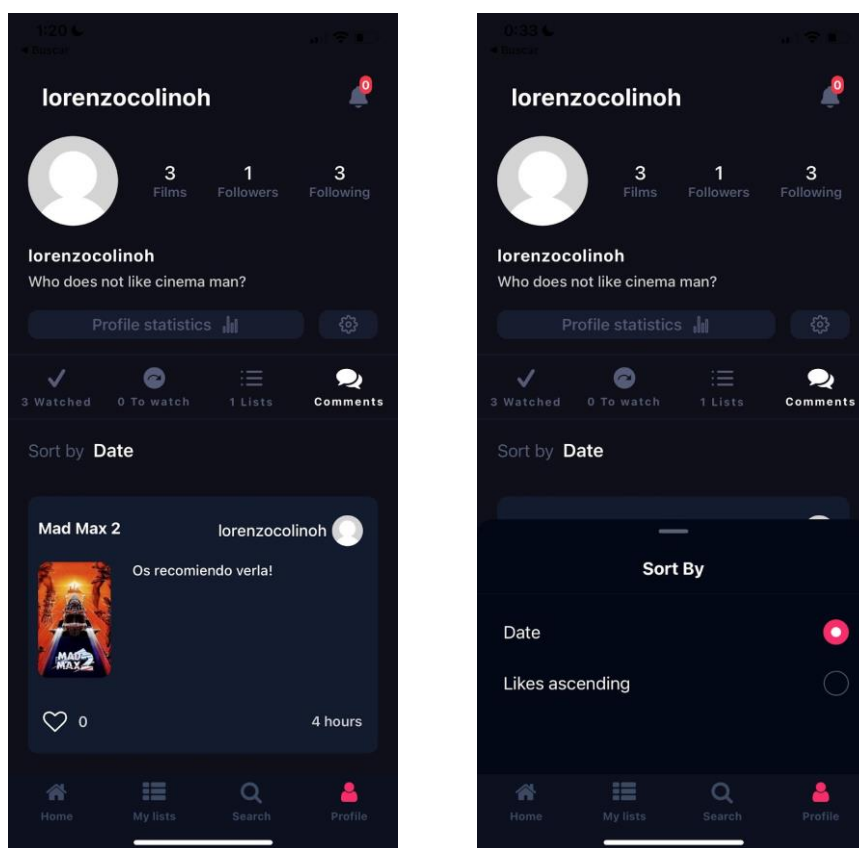 1:20
◀ Buscar
lorenzocolinoh
0
3
1
3
Films
Followers
Following
lorenzocolinoh
Who does not like cinema man?
Profile statistics
3 Watched
0 To watch
1 Lists
Comments
Sort by Date
Mad Max 2
lorenzocolinoh
Os recomiendo verla!
MAD
MAX 2
0
4 hours
Home
My lists
Search
Profile
0:33
◀ Buscar
lorenzocolinoh
0
3
1
3
Films
Followers
Following
lorenzocolinoh
Who does not like cinema man?
Profile statistics
3 Watched
0 To watch
1 Lists
Comments
Sort by Date
Sort By
Date
Likes ascending
Home
My lists
Search
Profile